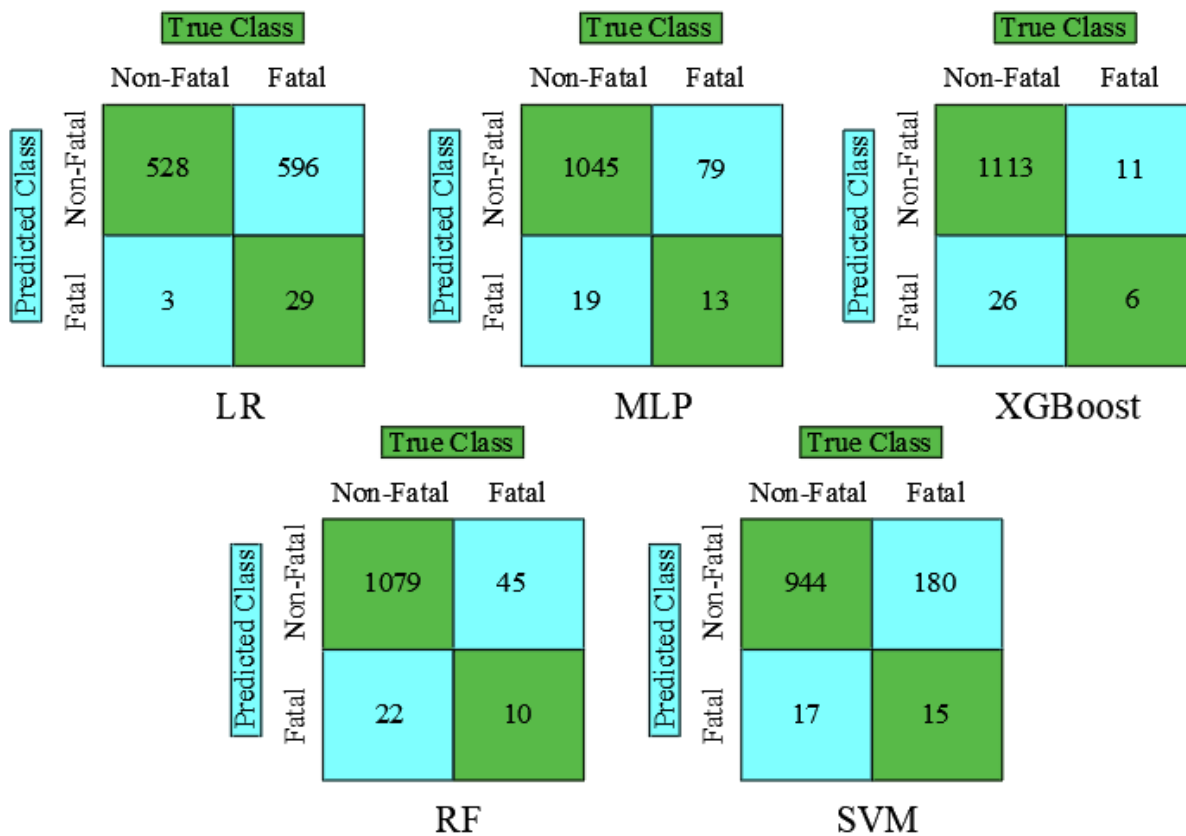 True Class
True Class
True Class
Non-Fatal Fatal
Non-Fatal Fatal
Non-Fatal Fatal
Predicted Class
Non-Fatal
Fatal
528 596
3 29
Predicted Class
Non-Fatal
Fatal
1045 79
19 13
Predicted Class
Non-Fatal
Fatal
1113 11
26 6
LR
MLP
XGBoost
True Class
True Class
Non-Fatal Fatal
Non-Fatal Fatal
Predicted Class
Non-Fatal
Fatal
1079 45
22 10
Predicted Class
Non-Fatal
Fatal
944 180
17 15
RF
SVM